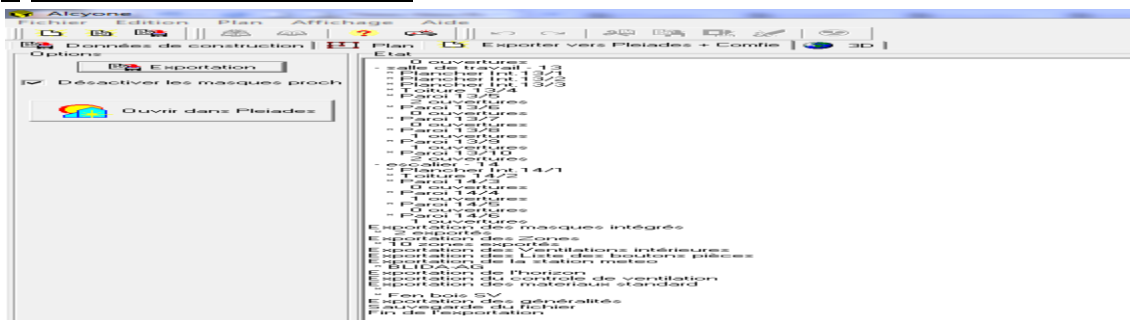 Alcyone
Fichier Edition Plan Affichage Aide
Données de construction Plan Exporter vers Pleiades + Comfie 3D
Options
Exportation
Désactiver les masques proch
Ouvrir dans Pleiades
Etat
0 ouvertures
- salle de travail - 13
" Plancher Int.13/1
" Plancher Int.13/2
" Plancher Int.13/3
" Toiture 13/4
" Paroi 13/5
2 ouvertures
" Paroi 13/6
0 ouvertures
" Paroi 13/7
0 ouvertures
" Paroi 13/8
1 ouvertures
" Paroi 13/9
1 ouvertures
" Paroi 13/10
2 ouvertures
- escalier - 14
" Plancher Int.14/1
" Toiture 14/2
" Paroi 14/3
0 ouvertures
" Paroi 14/4
1 ouvertures
" Paroi 14/5
0 ouvertures
" Paroi 14/6
1 ouvertures
Exportation des masques intégrés
" 2 exportés
Exportation des Zones
" 10 zones exportés
Exportation des Ventilations intérieures
Exportation des Liste des boutons pièces
Exportation de la station meteo
" BLIDA-AG
Exportation de l'horizon
Exportation du controle de ventilation
Exportation des materiaux standard
"
" Fen bois SV
Exportation des généralités
Sauvegarde du fichier
Fin de l'exportation